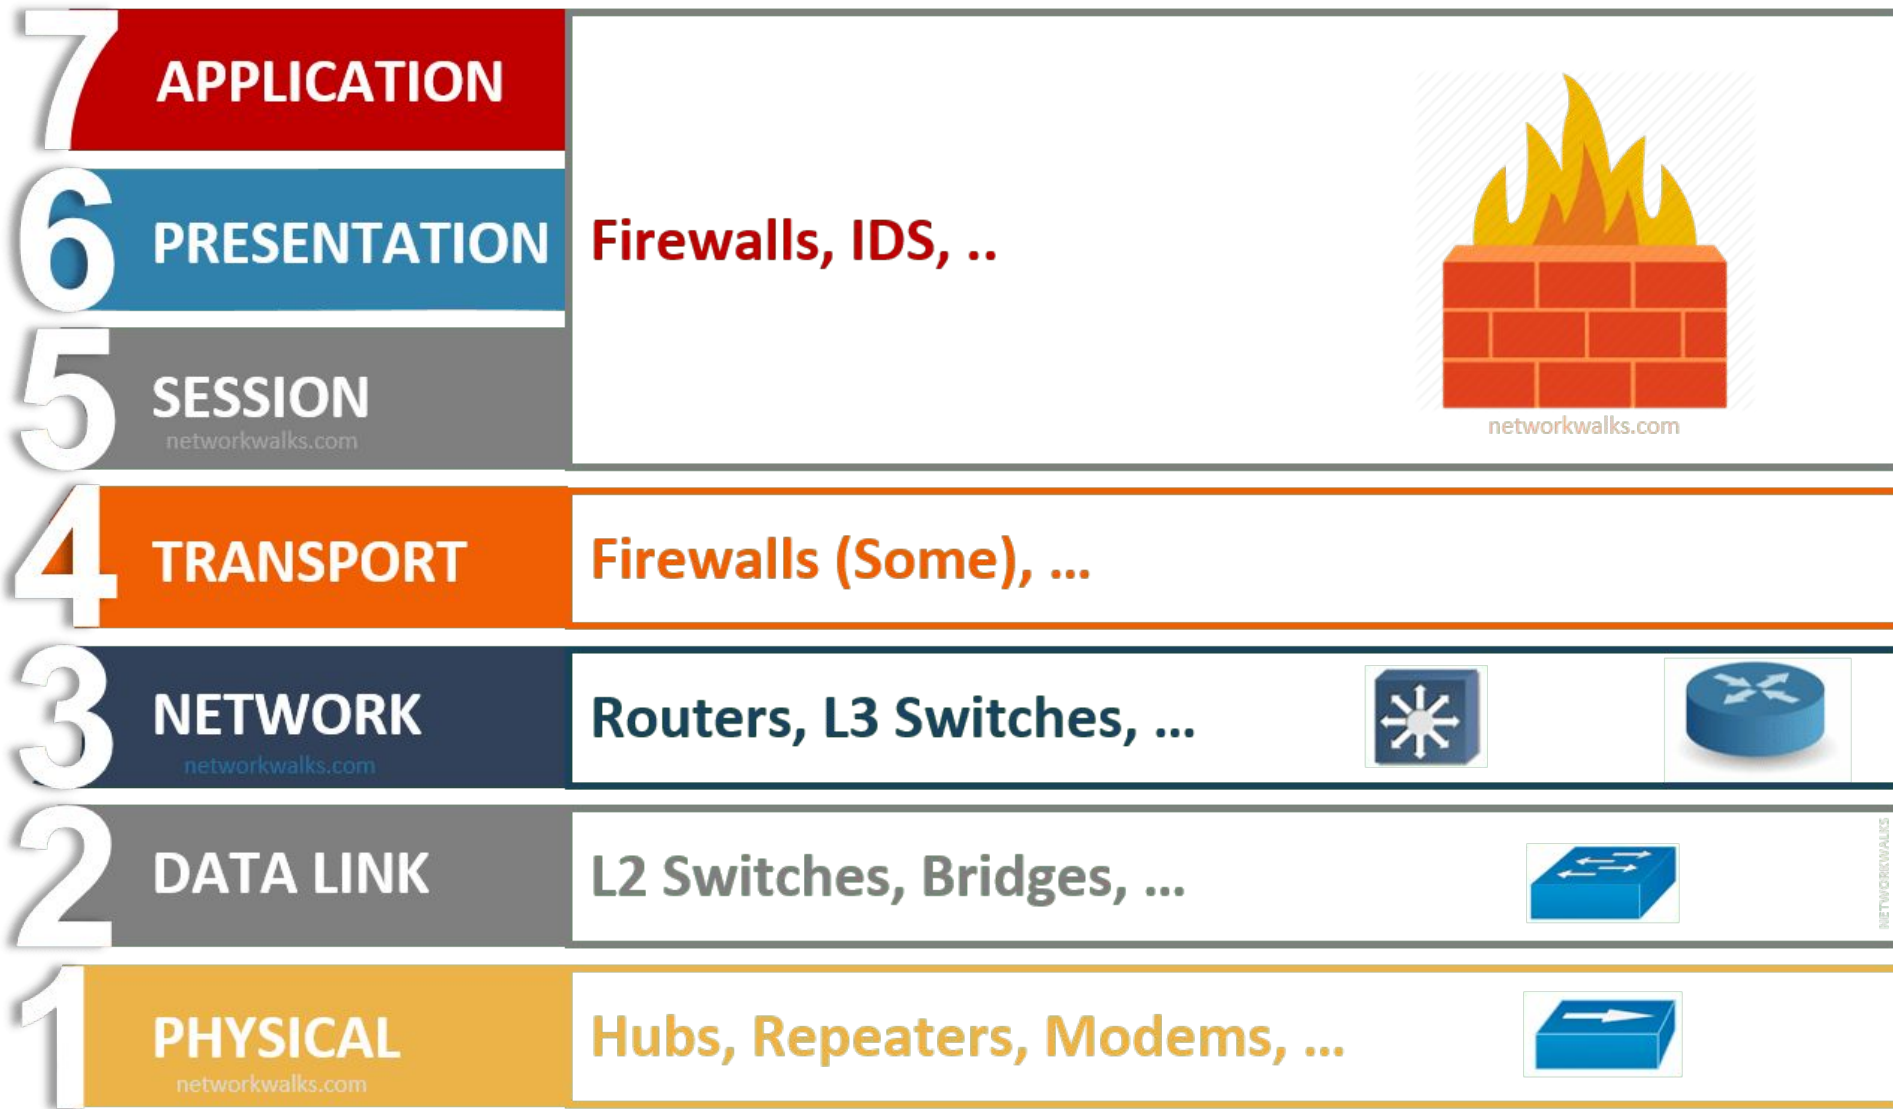 7 APPLICATION
6 PRESENTATION
Firewalls, IDS, ..
5 SESSION
networkwalks.com
networkwalks.com
4 TRANSPORT
Firewalls (Some), ...
3 NETWORK
networkwalks.com
Routers, L3 Switches, ...
2 DATA LINK
L2 Switches, Bridges, ...
NETWORKWALKS
1 PHYSICAL
networkwalks.com
Hubs, Repeaters, Modems, ...